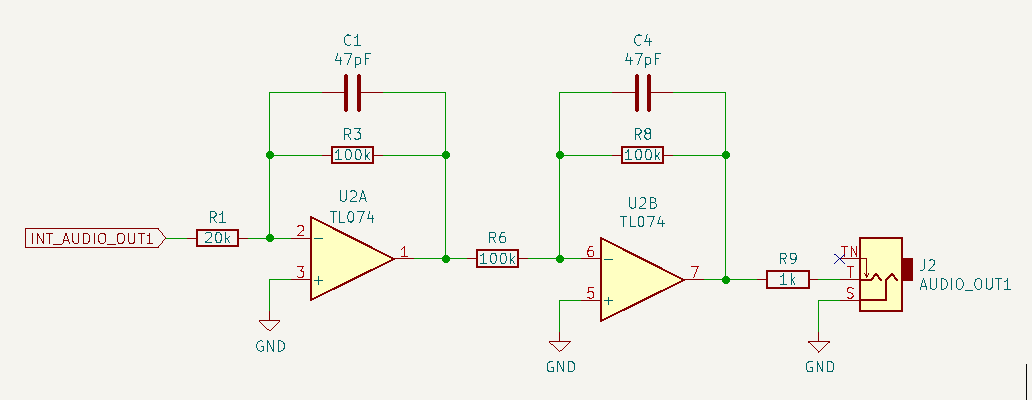 C1
47pF
C4
47pF
R3
100k
R8
100k
U2A
TL074
U2B
TL074
R1
20k
INT_AUDIO_OUT1
2
-
3
+
1
R6
100k
6
-
5
+
7
R9
1k
TN
T
S
J2
AUDIO_OUT1
GND
GND
GND